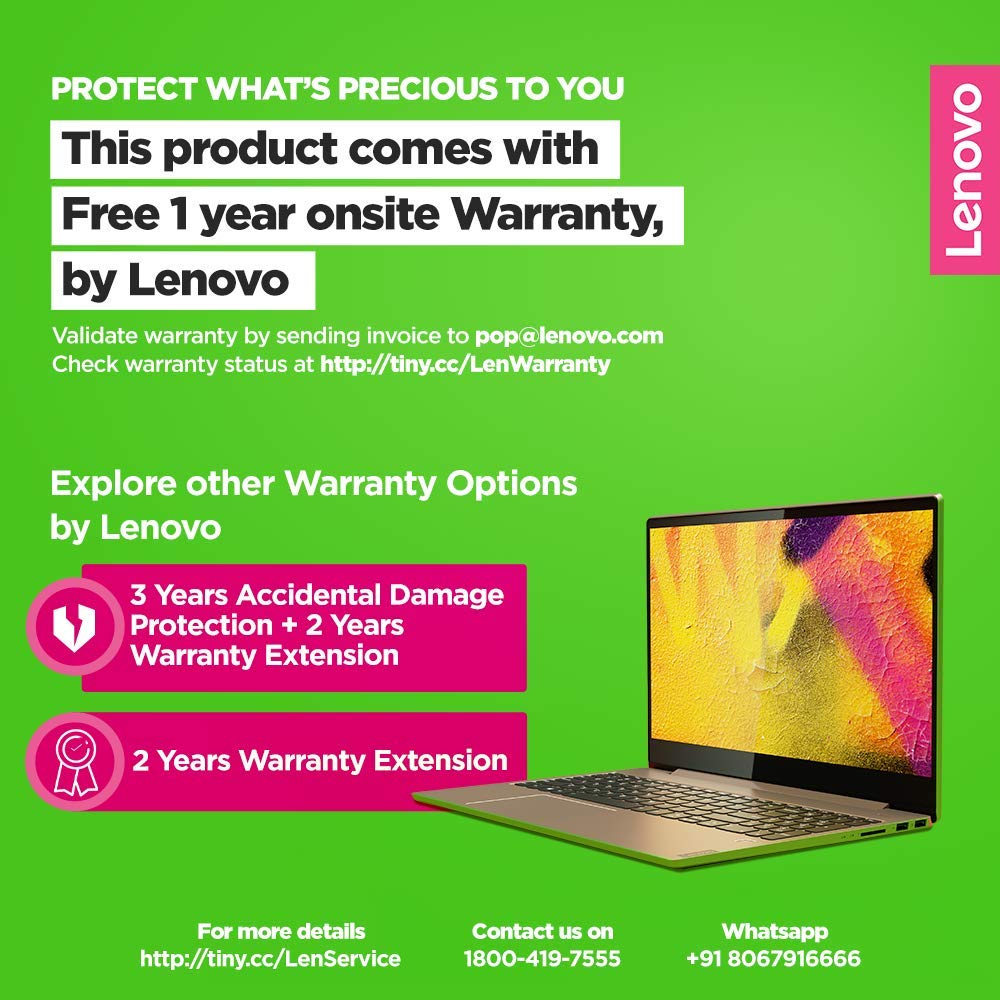 PROTECT WHAT'S PRECIOUS TO YOU
Lenovo
This product comes with
Free 1 year onsite Warranty,
by Lenovo
Validate warranty by sending invoice to pop@lenovo.com
Check warranty status at http://tiny.cc/LenWarranty
Explore other Warranty Options
by Lenovo
3 Years Accidental Damage
Protection + 2 Years
Warranty Extension
2 Years Warranty Extension
For more details
http://tiny.cc/LenService
Contact us on
1800-419-7555
Whatsapp
+91 8067916666